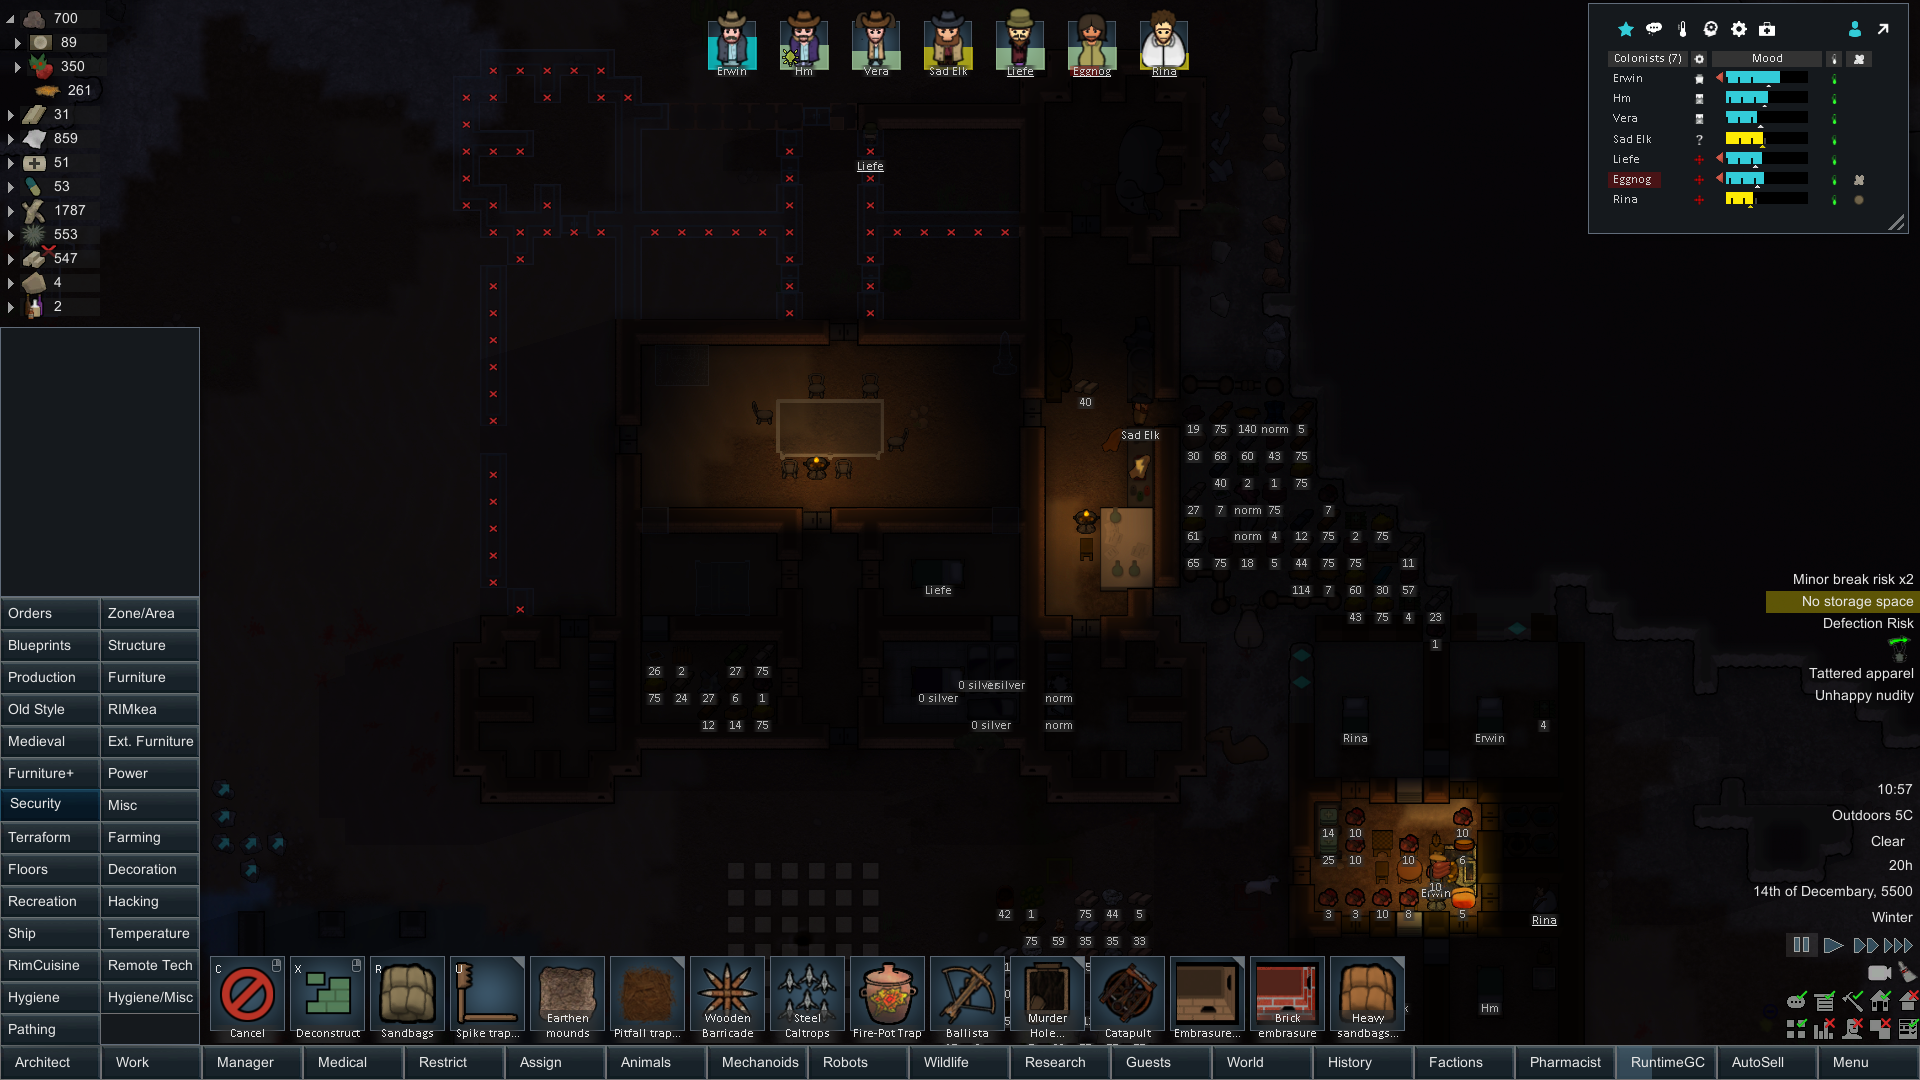 700
89
350
261
31
859
51
53
1787
553
547
4
2
Erwin
Hm
Vera
Sad Elk
Liefe
Eggnog
Rina
Colonists (7)
Mood
Erwin
Hm
Vera
Sad Elk
?
Liefe
Eggnog
Rina
Liefe
40
Sad Elk
19 75 140 norm 5
30 68 60 43 75
40 2 1 75
27 7 norm 75 7
61 norm 4 12 75 2 75
65 75 18 5 44 75 75 11
114 7 60 30 57
43 75 4 23
1
Liefe
26 2 27 75
75 24 27 6 1
12 14 75
0 silver
0 silver
norm
0 silver
norm
Rina
Erwin
4
Minor break risk x2
No storage space
Defection Risk
Tattered apparel
Unhappy nudity
10:57
Outdoors 5C
Clear
20h
14th of Decembary, 5500
Winter
14 10 10
25 10 10 6
10
Erwin
3 3 10 8 5
Rina
42 1 75 44 5
75 59 35 35 33
Hm
Orders
Zone/Area
Blueprints
Structure
Production
Furniture
Old Style
RIMkea
Medieval
Ext. Furniture
Furniture+
Power
Security
Misc
Terraform
Farming
Floors
Decoration
Recreation
Hacking
Ship
Temperature
RimCuisine
Remote Tech
Hygiene
Hygiene/Misc
Pathing
C
Cancel
X
Deconstruct
R
Sandbags
U
Spike trap...
Earthen mounds
Pitfall trap...
Wooden Barricade
Steel Caltrops
Fire-Pot Trap
Ballista
Murder Hole...
Catapult
Embrasure...
Brick embrasure
Heavy sandbags...
Architect
Work
Manager
Medical
Restrict
Assign
Animals
Mechanoids
Robots
Wildlife
Research
Guests
World
History
Factions
Pharmacist
RuntimeGC
AutoSell
Menu